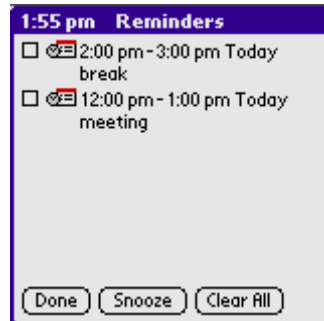 1:55 pm Reminders
2:00 pm-3:00 pm Today
break
12:00 pm-1:00 pm Today
meeting
Done Snooze Clear All